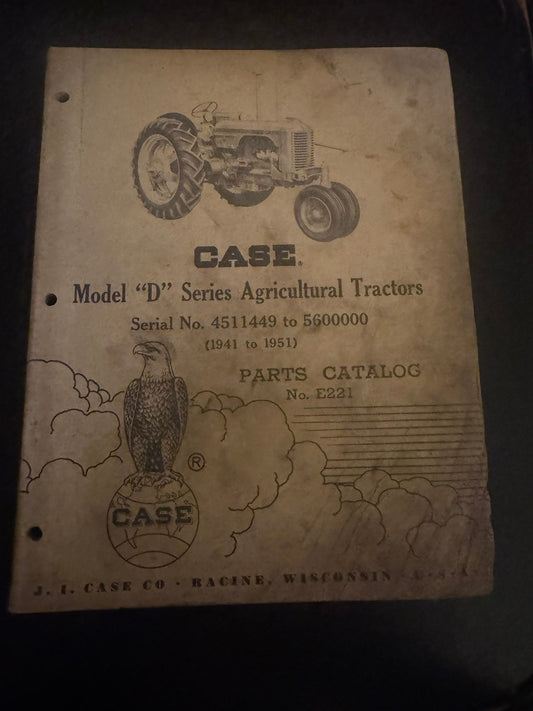 CASE®
Model "D" Series Agricultural Tractors
Serial No. 4511449 to 5600000
(1941 to 1951)
PARTS CATALOG
No. E221
®
CASE
J. I. CASE CO · RACINE, WISCONSIN · U·S·A